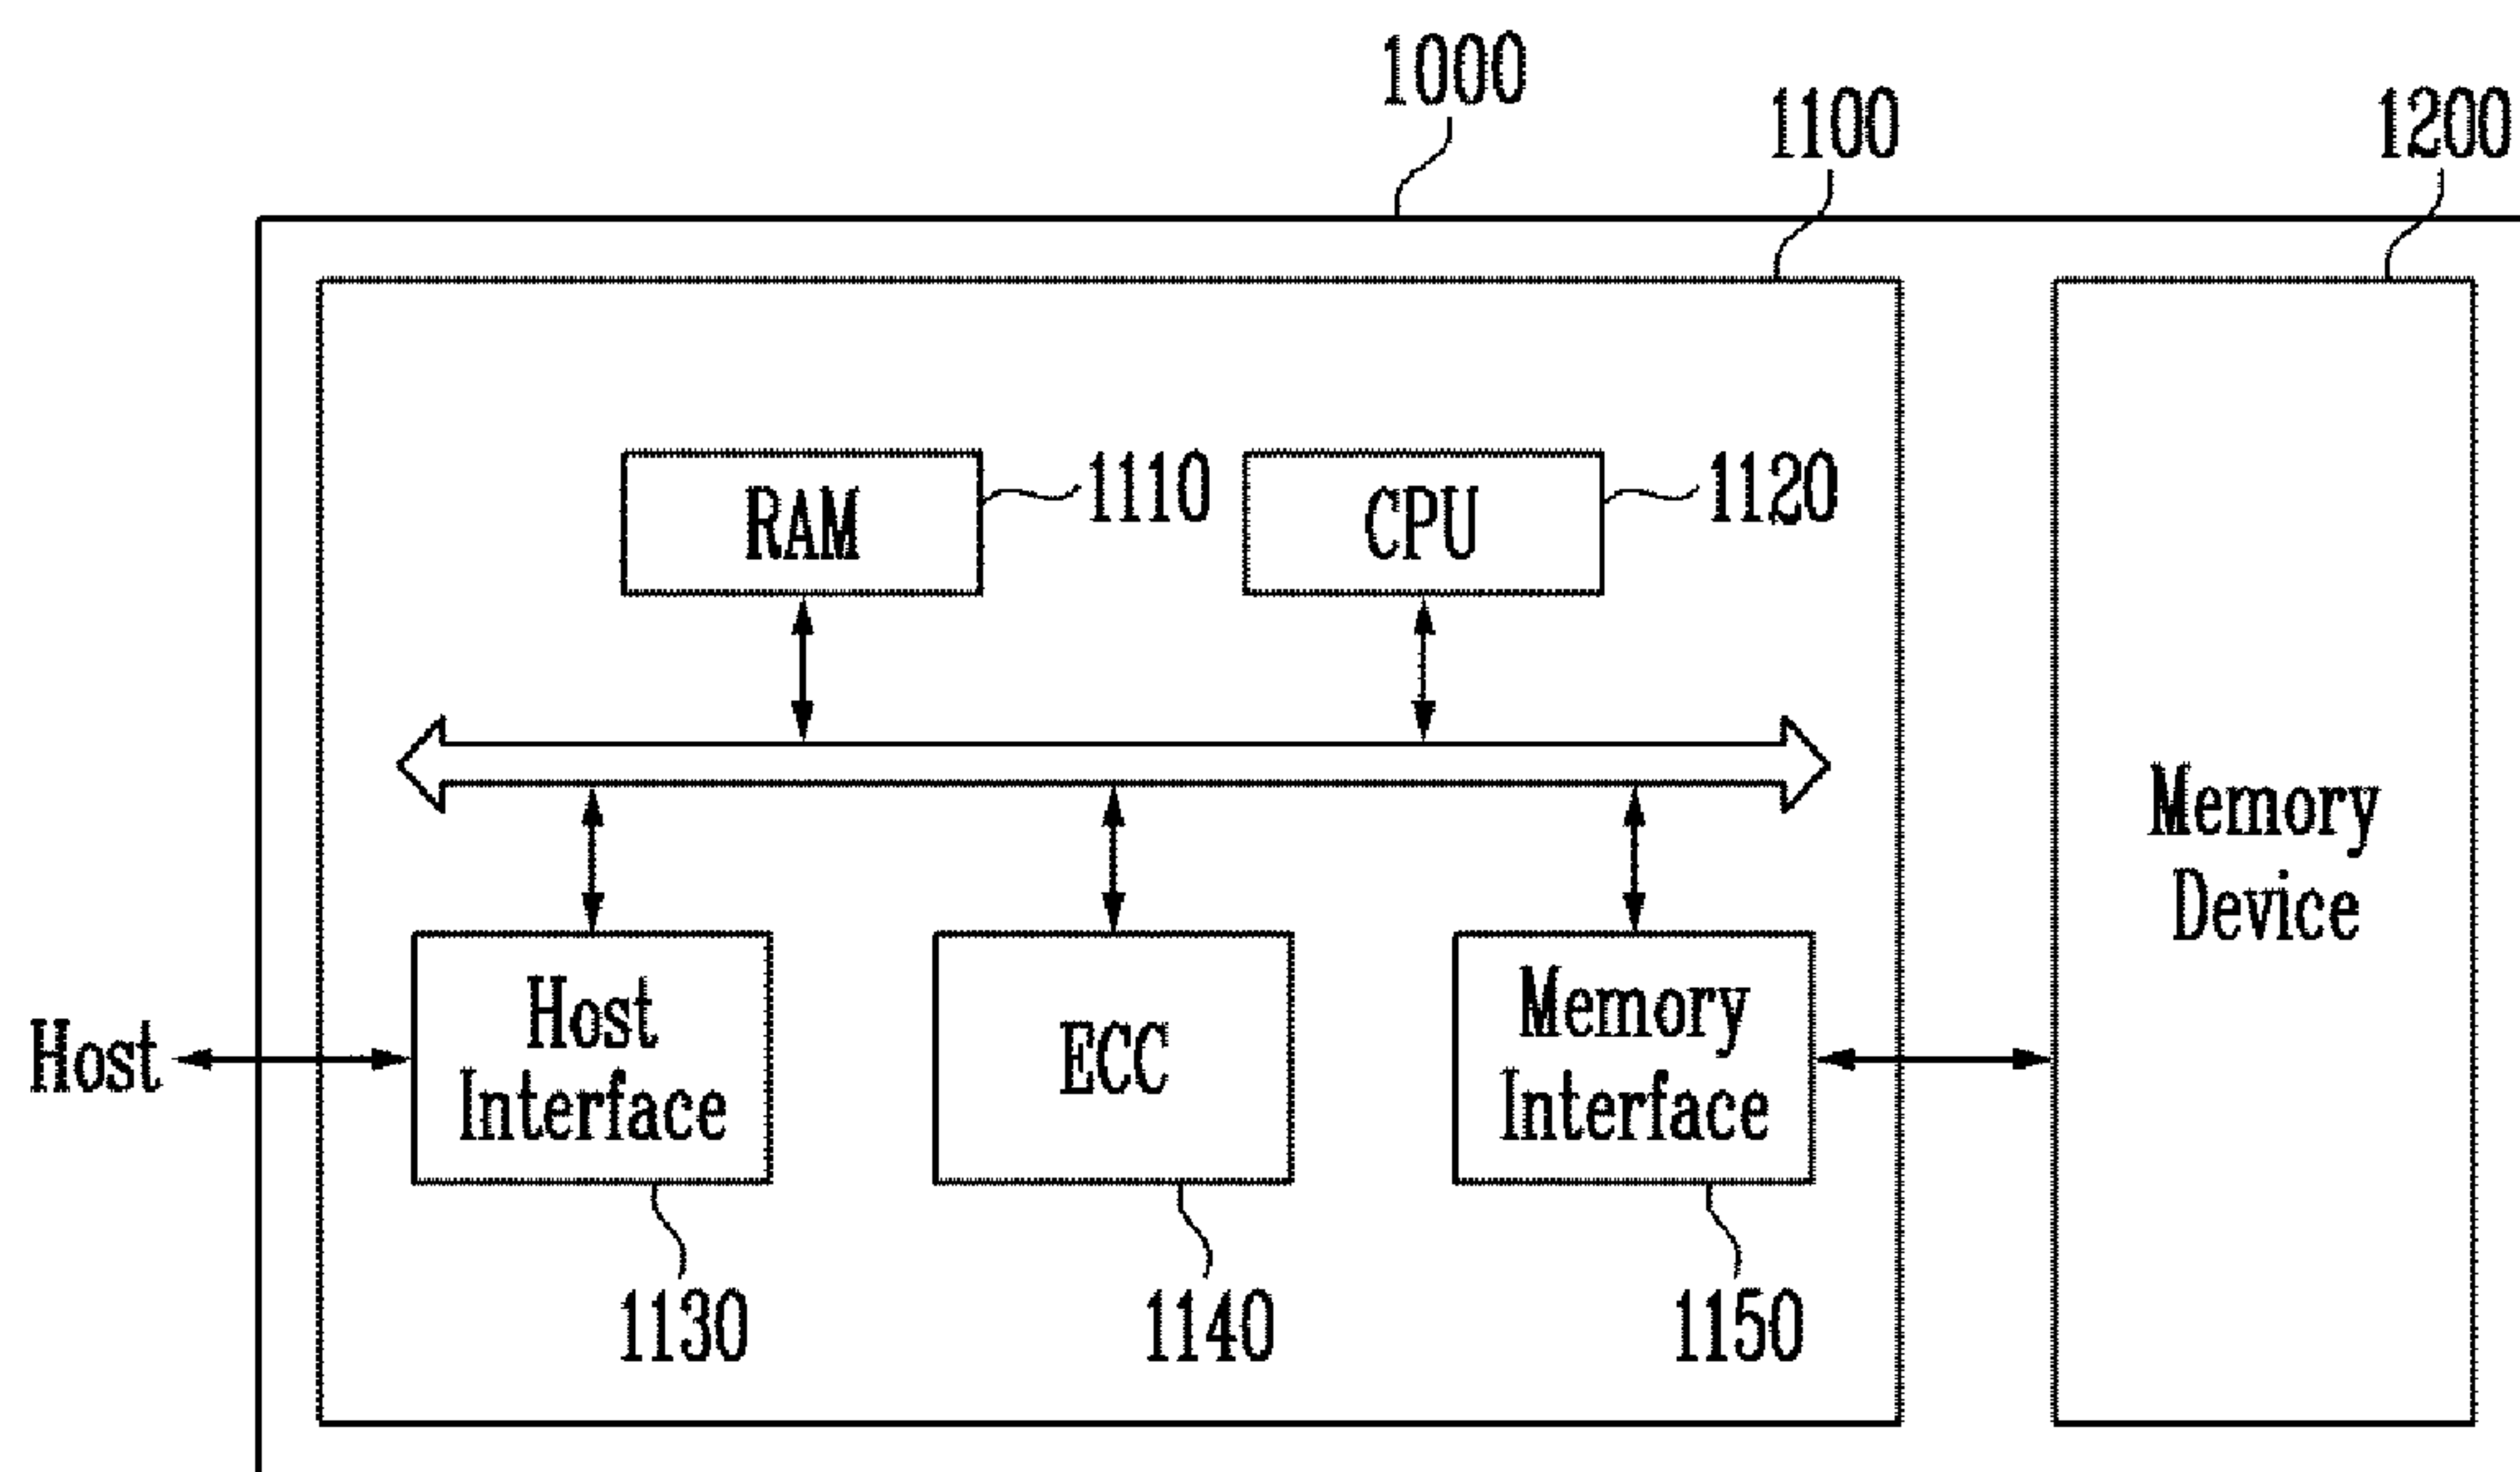 1000
1100
1200
RAM
1110
CPU
1120
Memory
Device
Host
Host
Interface
ECC
Memory
Interface
1130
1140
1150